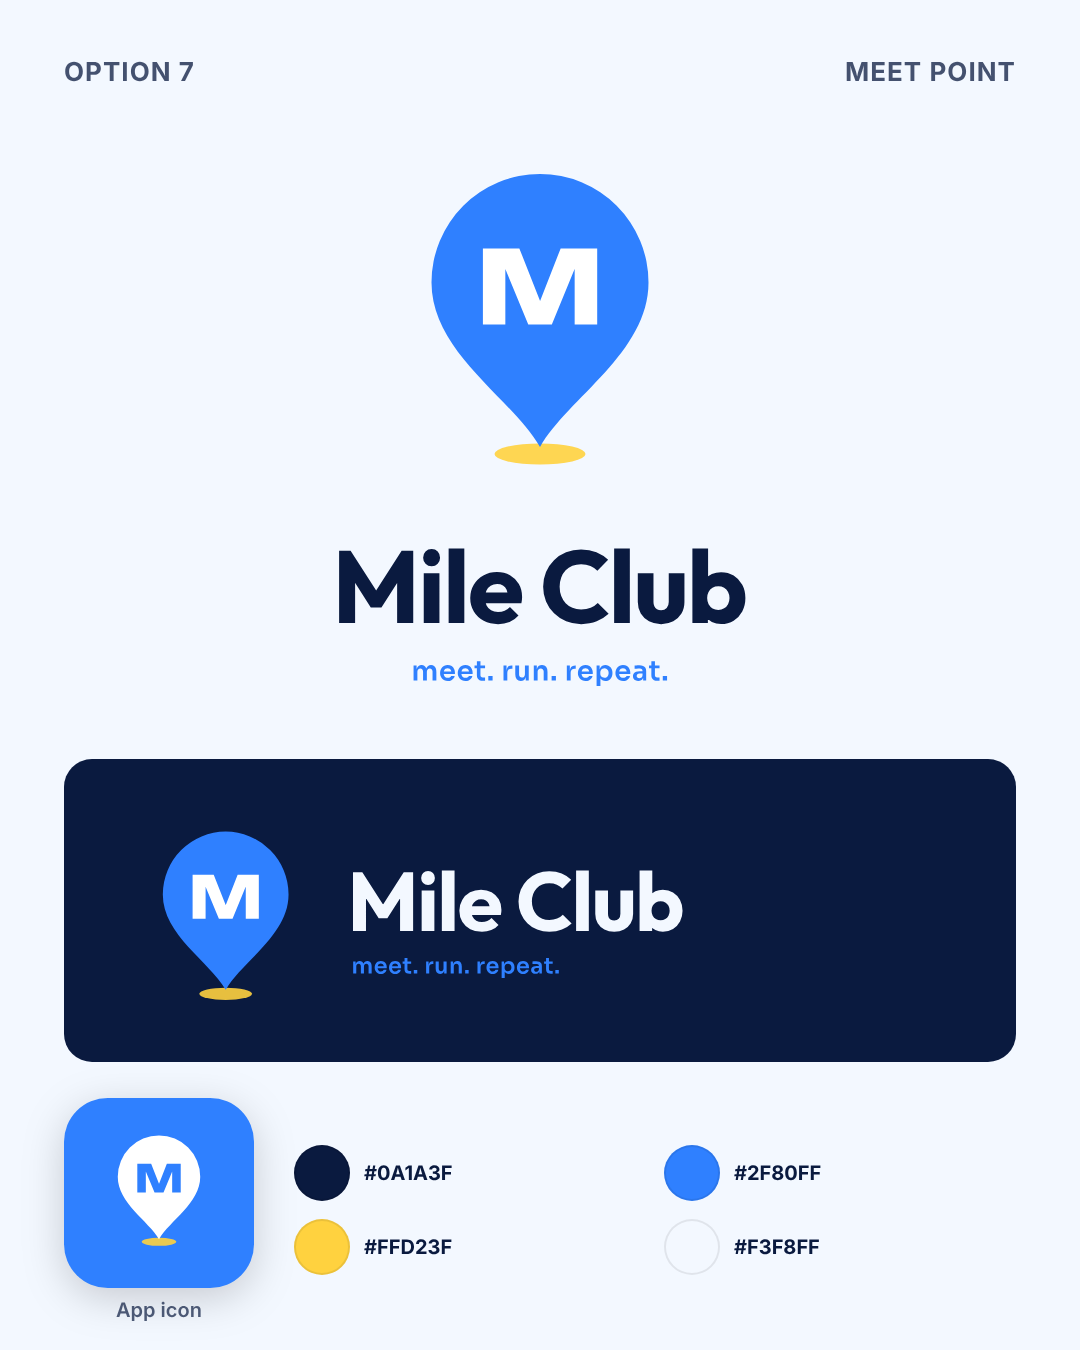 OPTION 7
MEET POINT
M
Mile Club
meet. run. repeat.
M
Mile Club
meet. run. repeat.
M
App icon
#0A1A3F
#2F80FF
#FFD23F
#F3F8FF